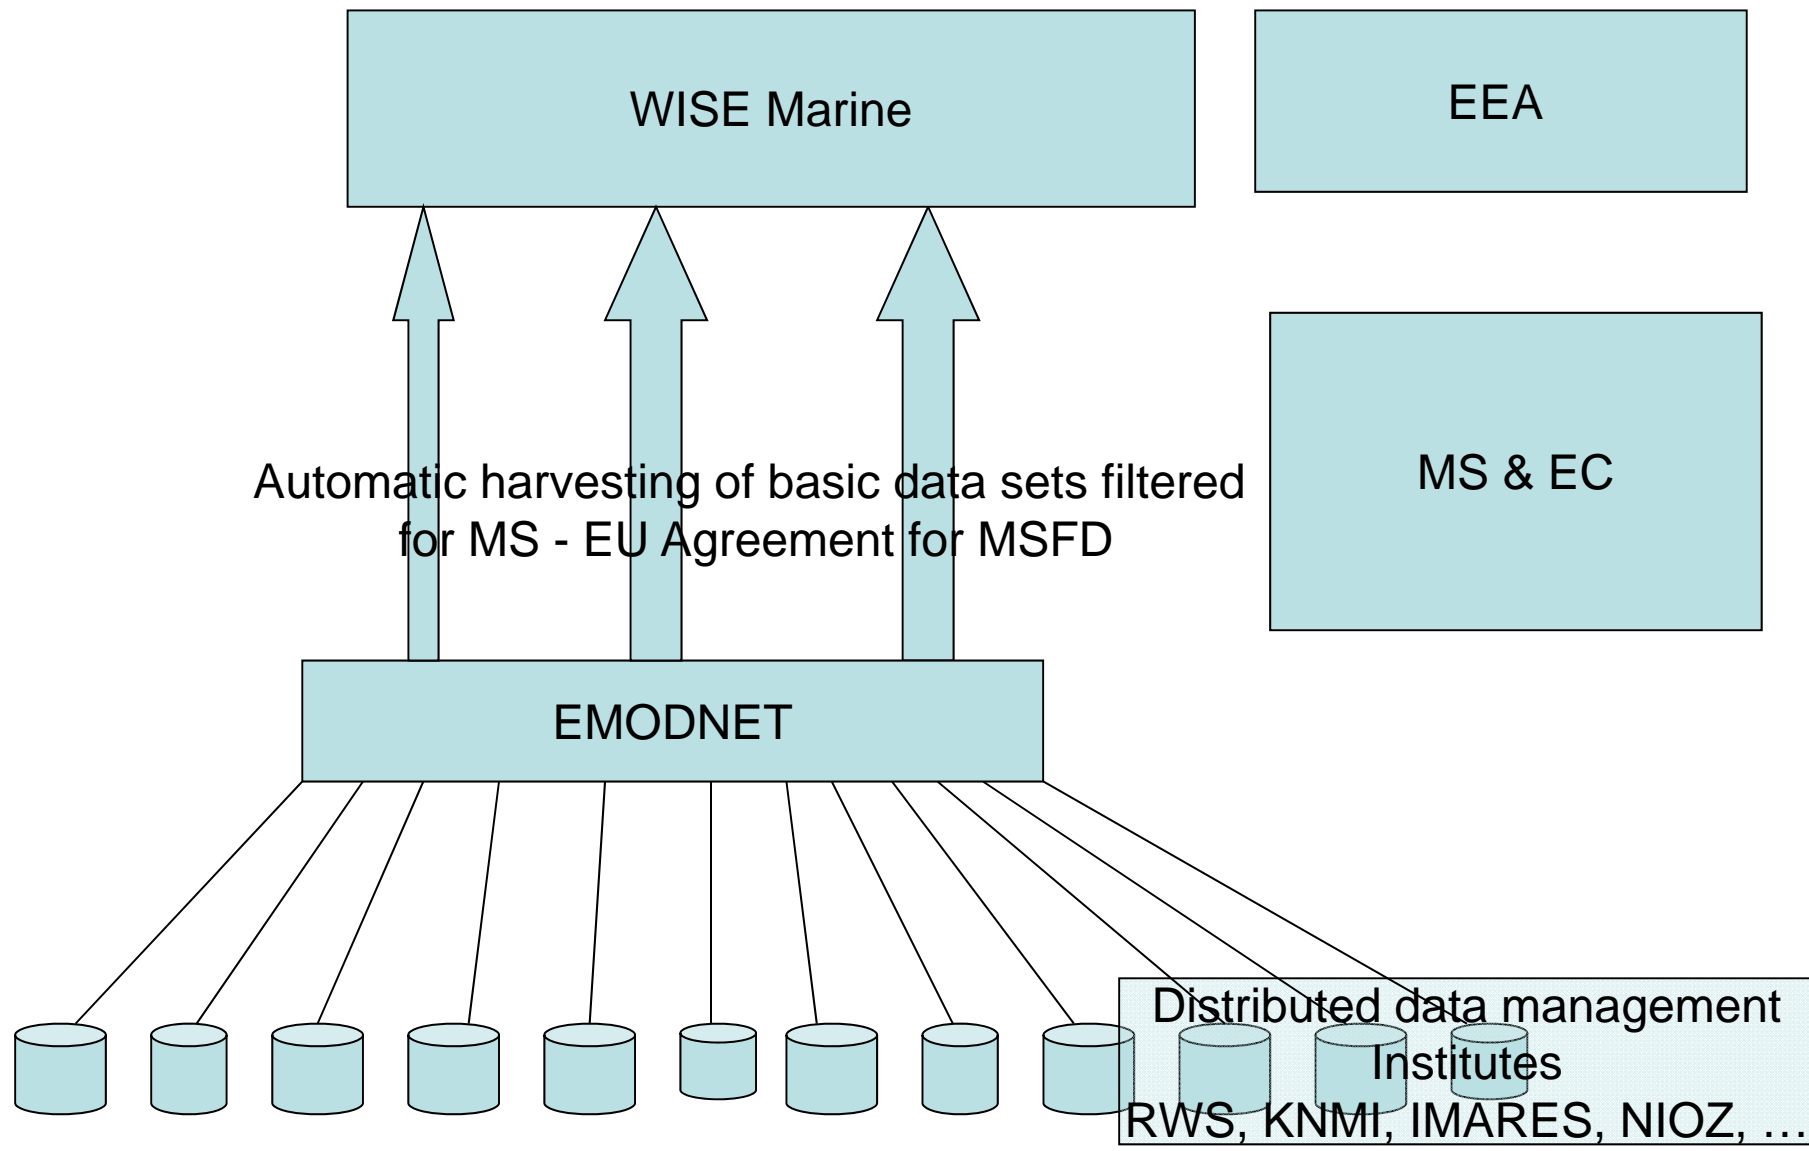 WISE Marine
EEA
Automatic harvesting of basic data sets filtered
for MS - EU Agreement for MSFD
MS & EC
EMODNET
Distributed data management
Institutes
RWS, KNMI, IMARES, NIOZ, …